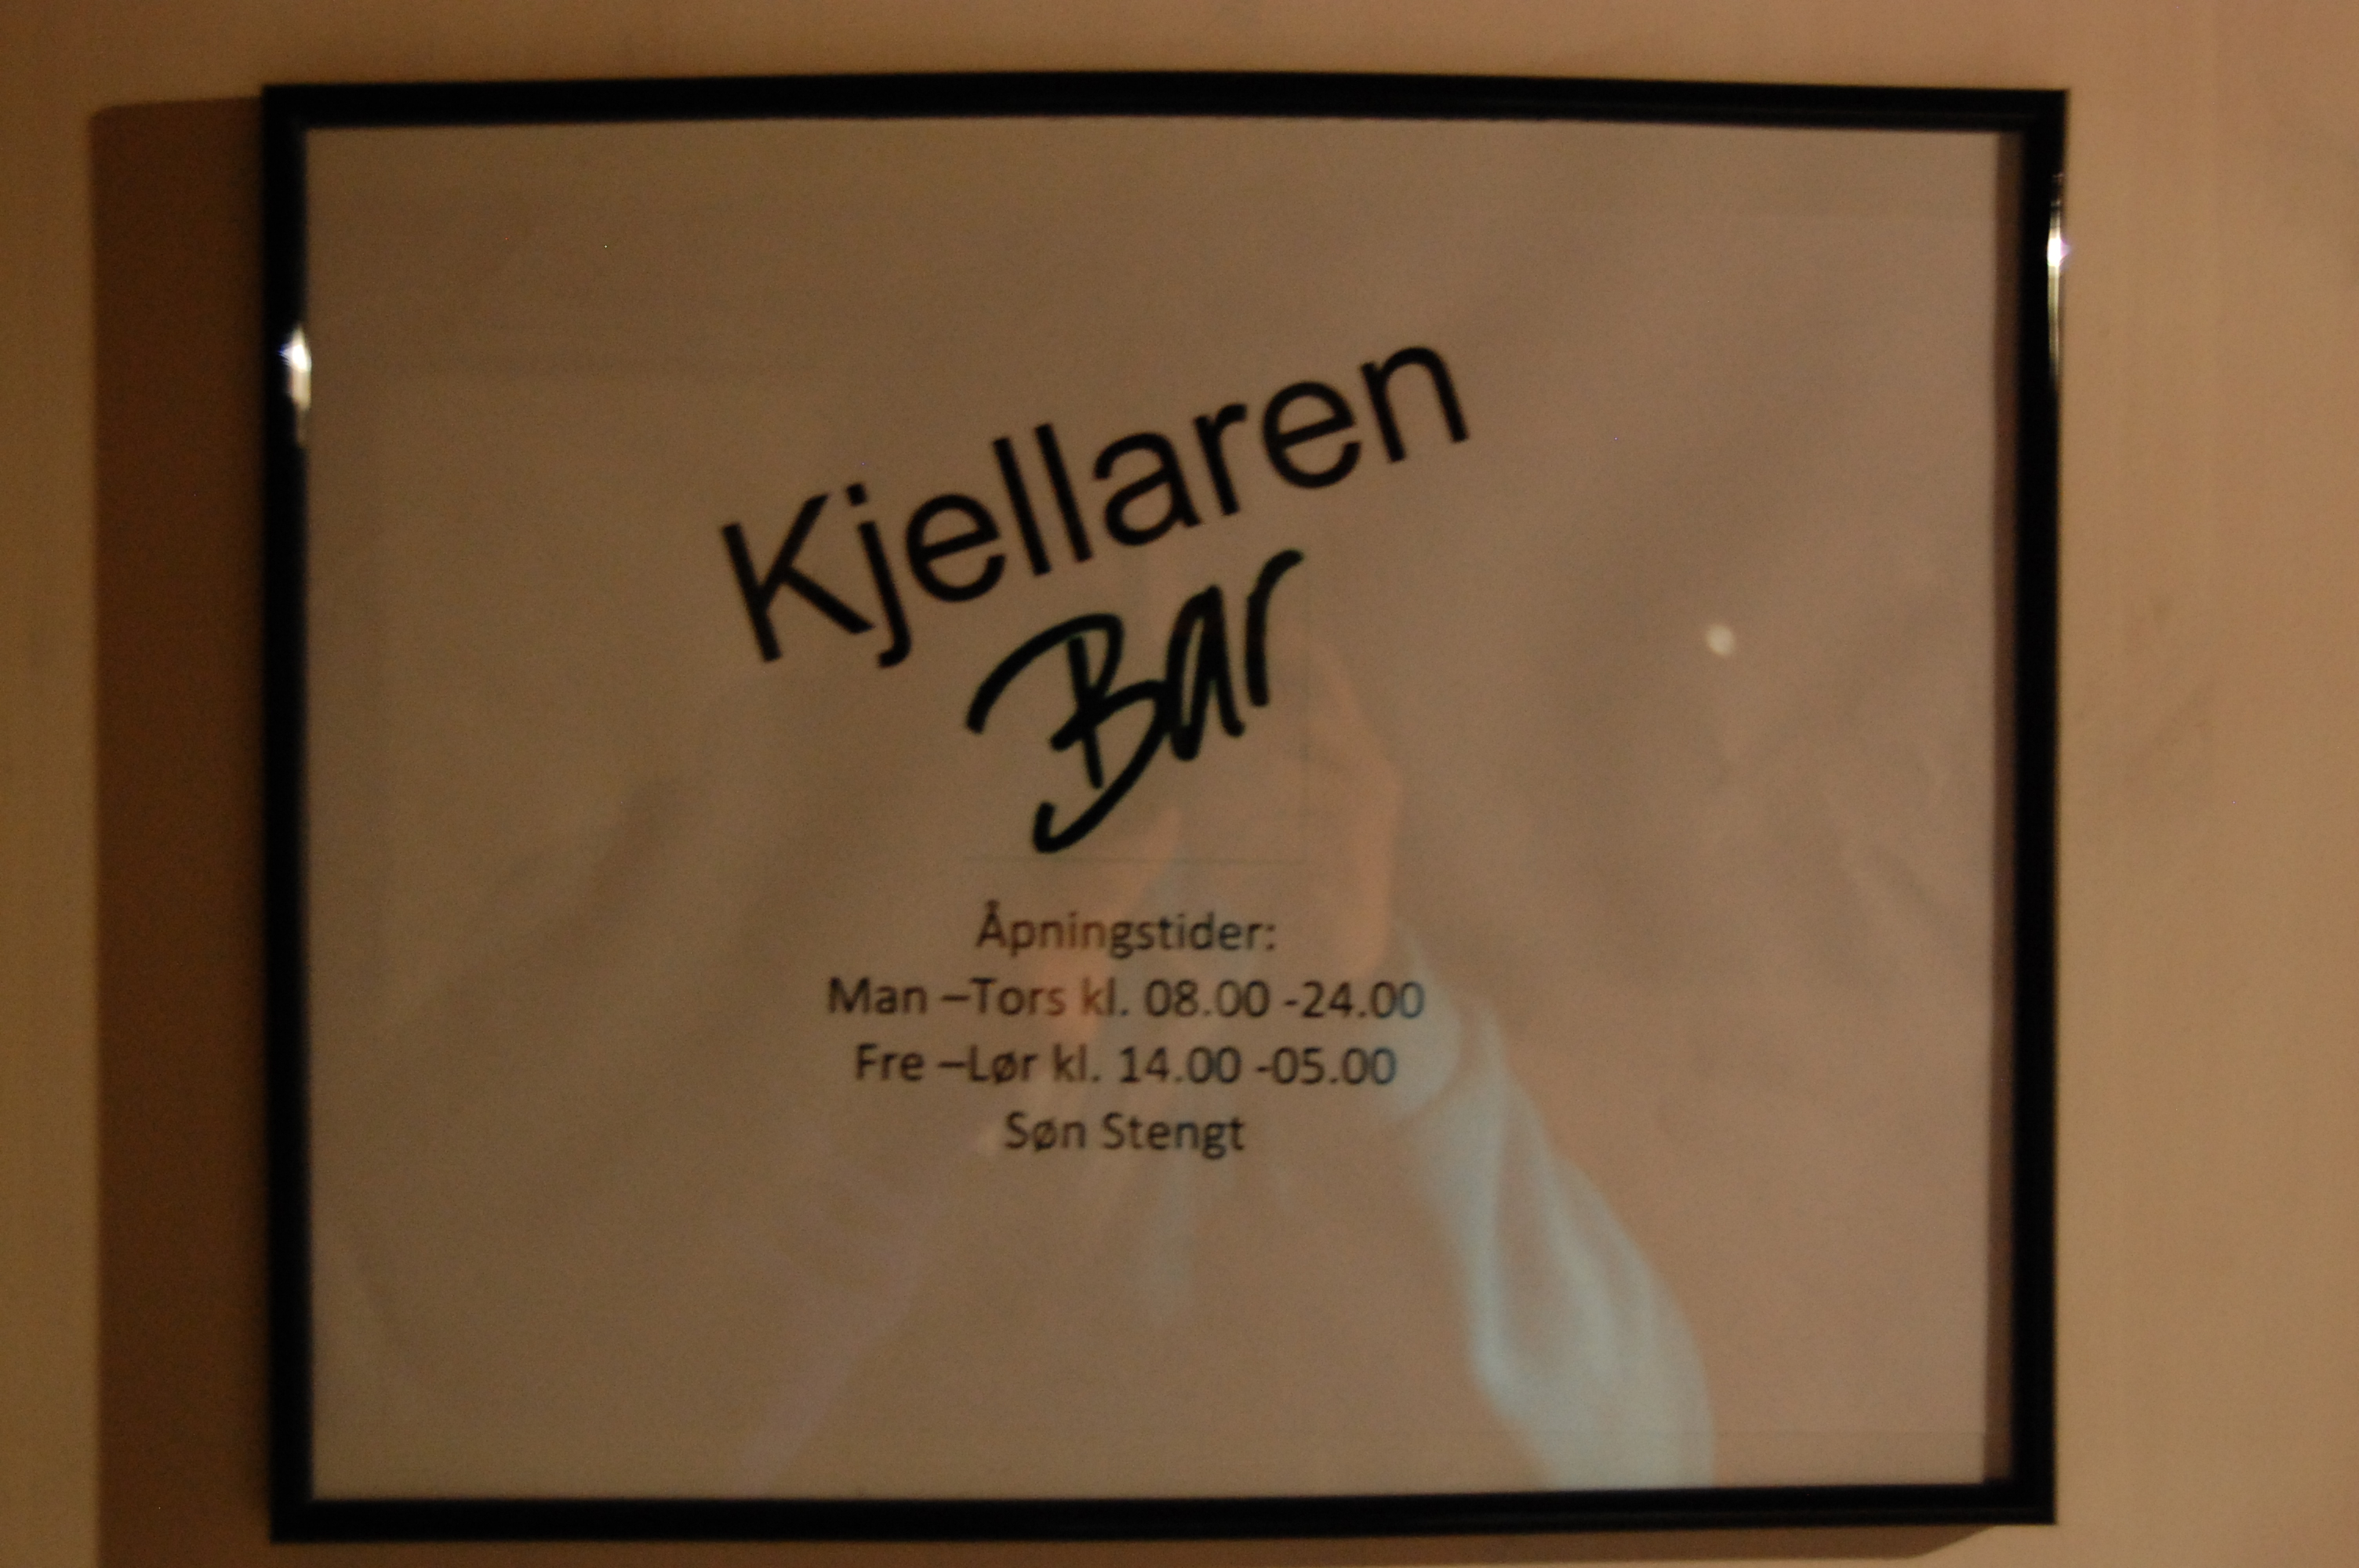 Kjellaren
Bar
Åpningstider:
Man –Tors kl. 08.00 -24.00
Fre –Lør kl. 14.00 -05.00
Søn Stengt